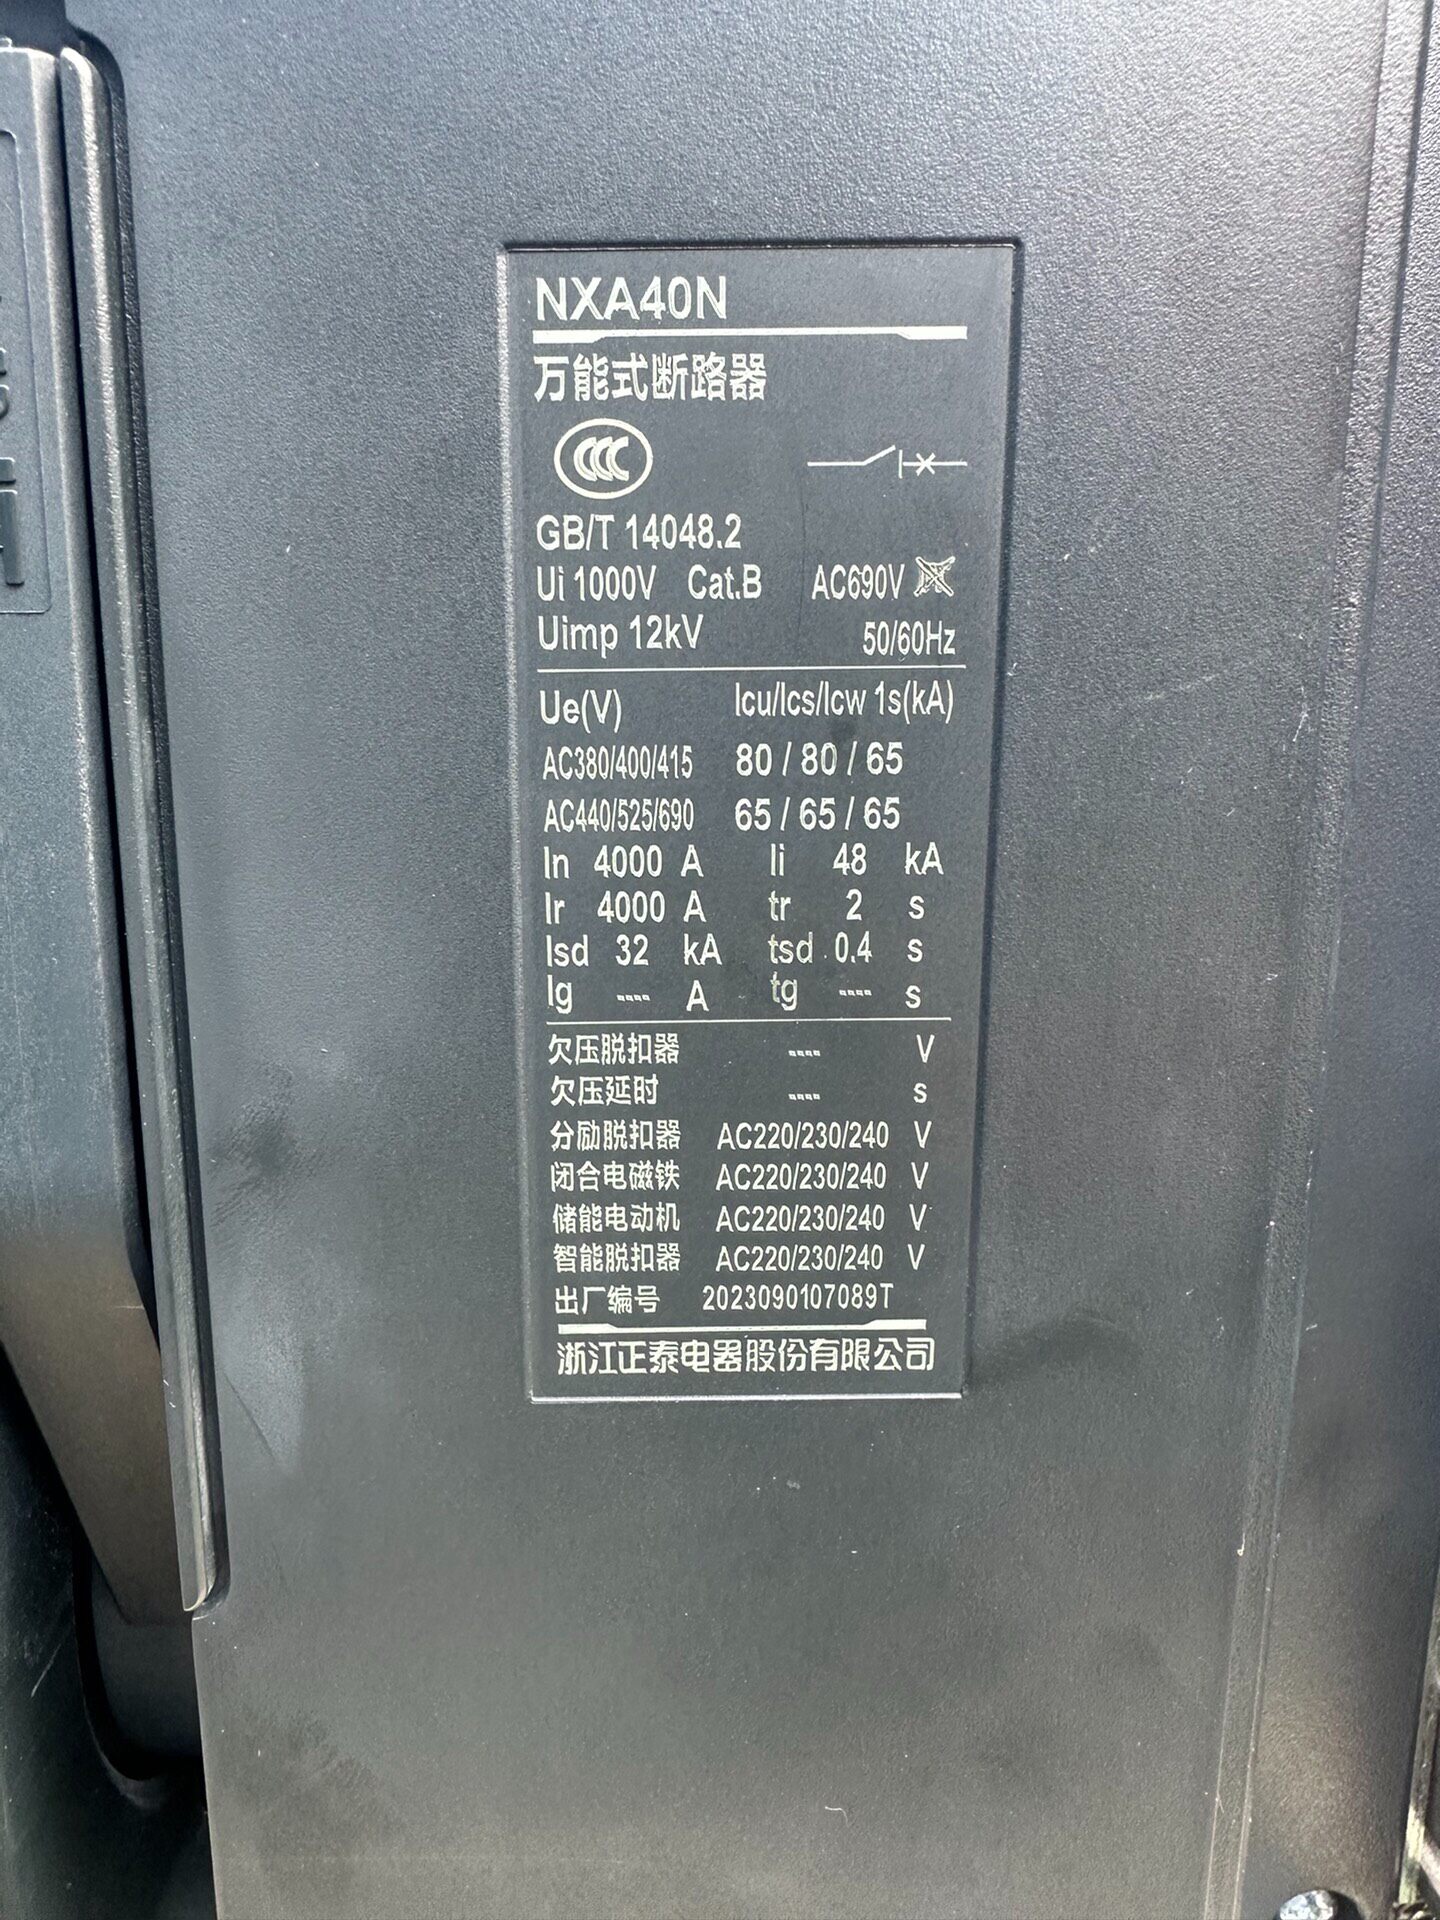 NXA40N
万能式断路器
CCC
GB/T 14048.2
Ui 1000V Cat.B AC690V
Uimp 12kV 50/60Hz
Ue(V) Icu/Ics/Icw 1s(kA)
AC380/400/415 80 / 80 / 65
AC440/525/690 65 / 65 / 65
In 4000 A Ii 48 kA
Ir 4000 A tr 2 s
Isd 32 kA tsd 0.4 s
Ig ---- A tg ---- s
欠压脱扣器 ---- V
欠压延时 ---- s
分励脱扣器 AC220/230/240 V
闭合电磁铁 AC220/230/240 V
储能电动机 AC220/230/240 V
智能脱扣器 AC220/230/240 V
出厂编号 2023090107089T
浙江正泰电器股份有限公司